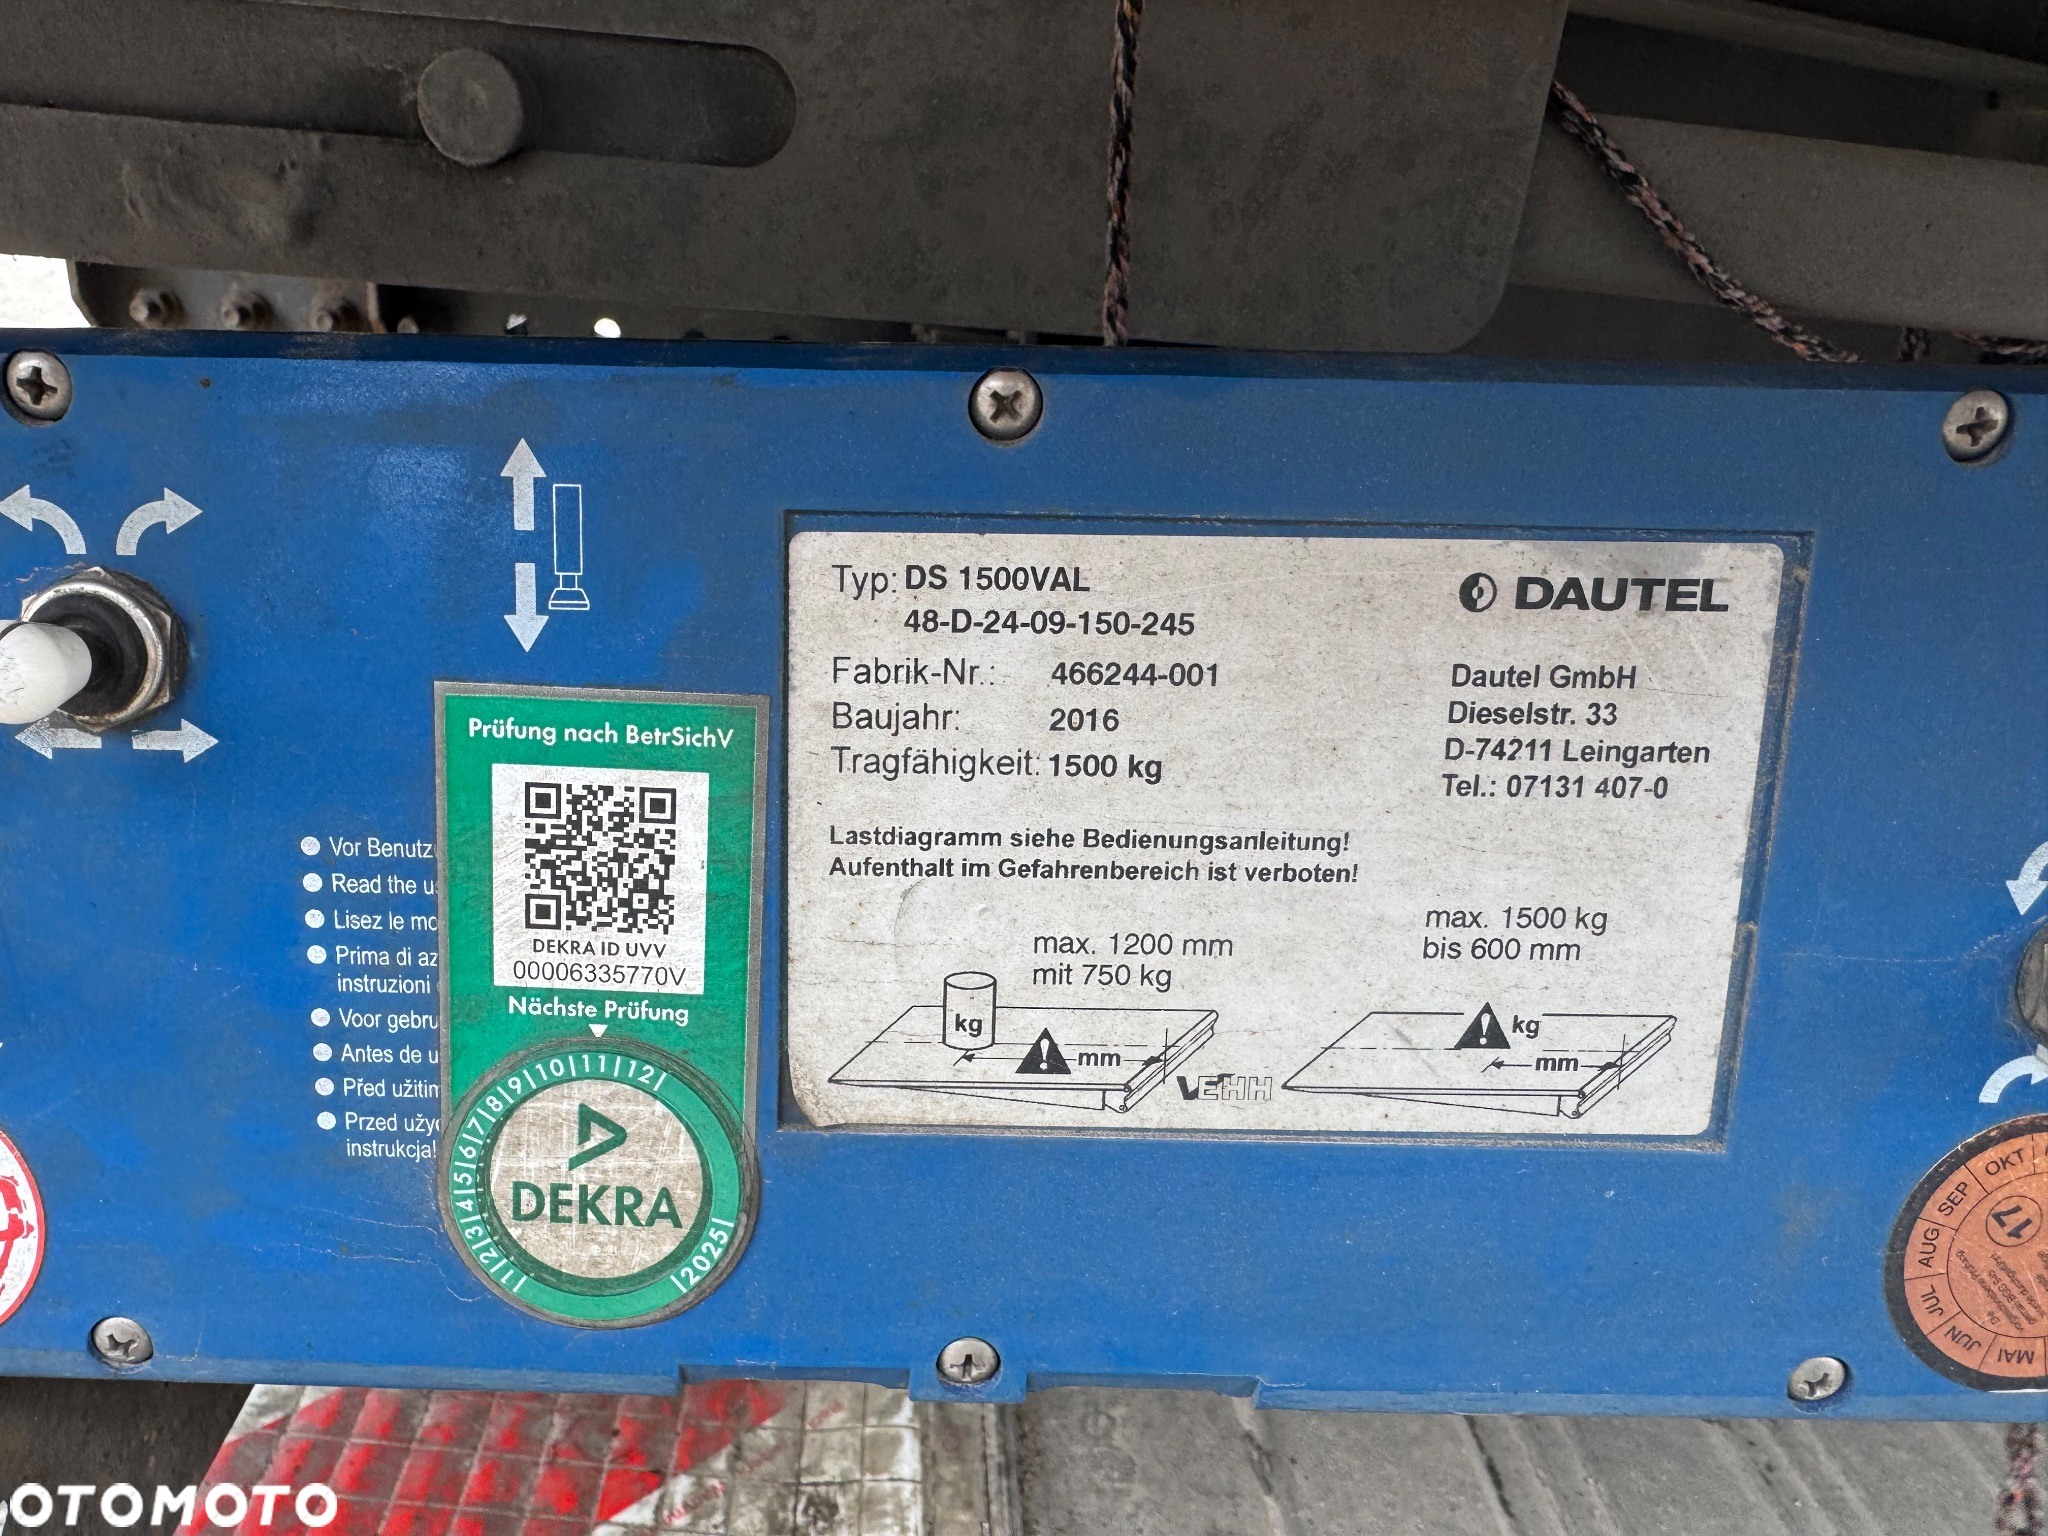 Typ: DS 1500VAL
48-D-24-09-150-245
Fabrik-Nr.: 466244-001
Baujahr: 2016
Tragfähigkeit: 1500 kg
DAUTEL
Dautel GmbH
Dieselstr. 33
D-74211 Leingarten
Tel.: 07131 407-0
Lastdiagramm siehe Bedienungsanleitung!
Aufenthalt im Gefahrenbereich ist verboten!
max. 1200 mm
mit 750 kg
kg
mm
VEHH
max. 1500 kg
bis 600 mm
kg
mm
Prüfung nach BetrSichV
DEKRA ID UVV
00006335770V
Nächste Prüfung
1|2|3|4|5|6|7|8|9|10|11|12|
DEKRA
|2025|
Vor Benutz
Read the u
Lisez le mo
Prima di az
instruzioni
Voor gebru
Antes de u
Před užitím
Przed uży
instrukcja!
OKT
SEP
AUG
JUL
JUN
MAI
17
OTOMOTO